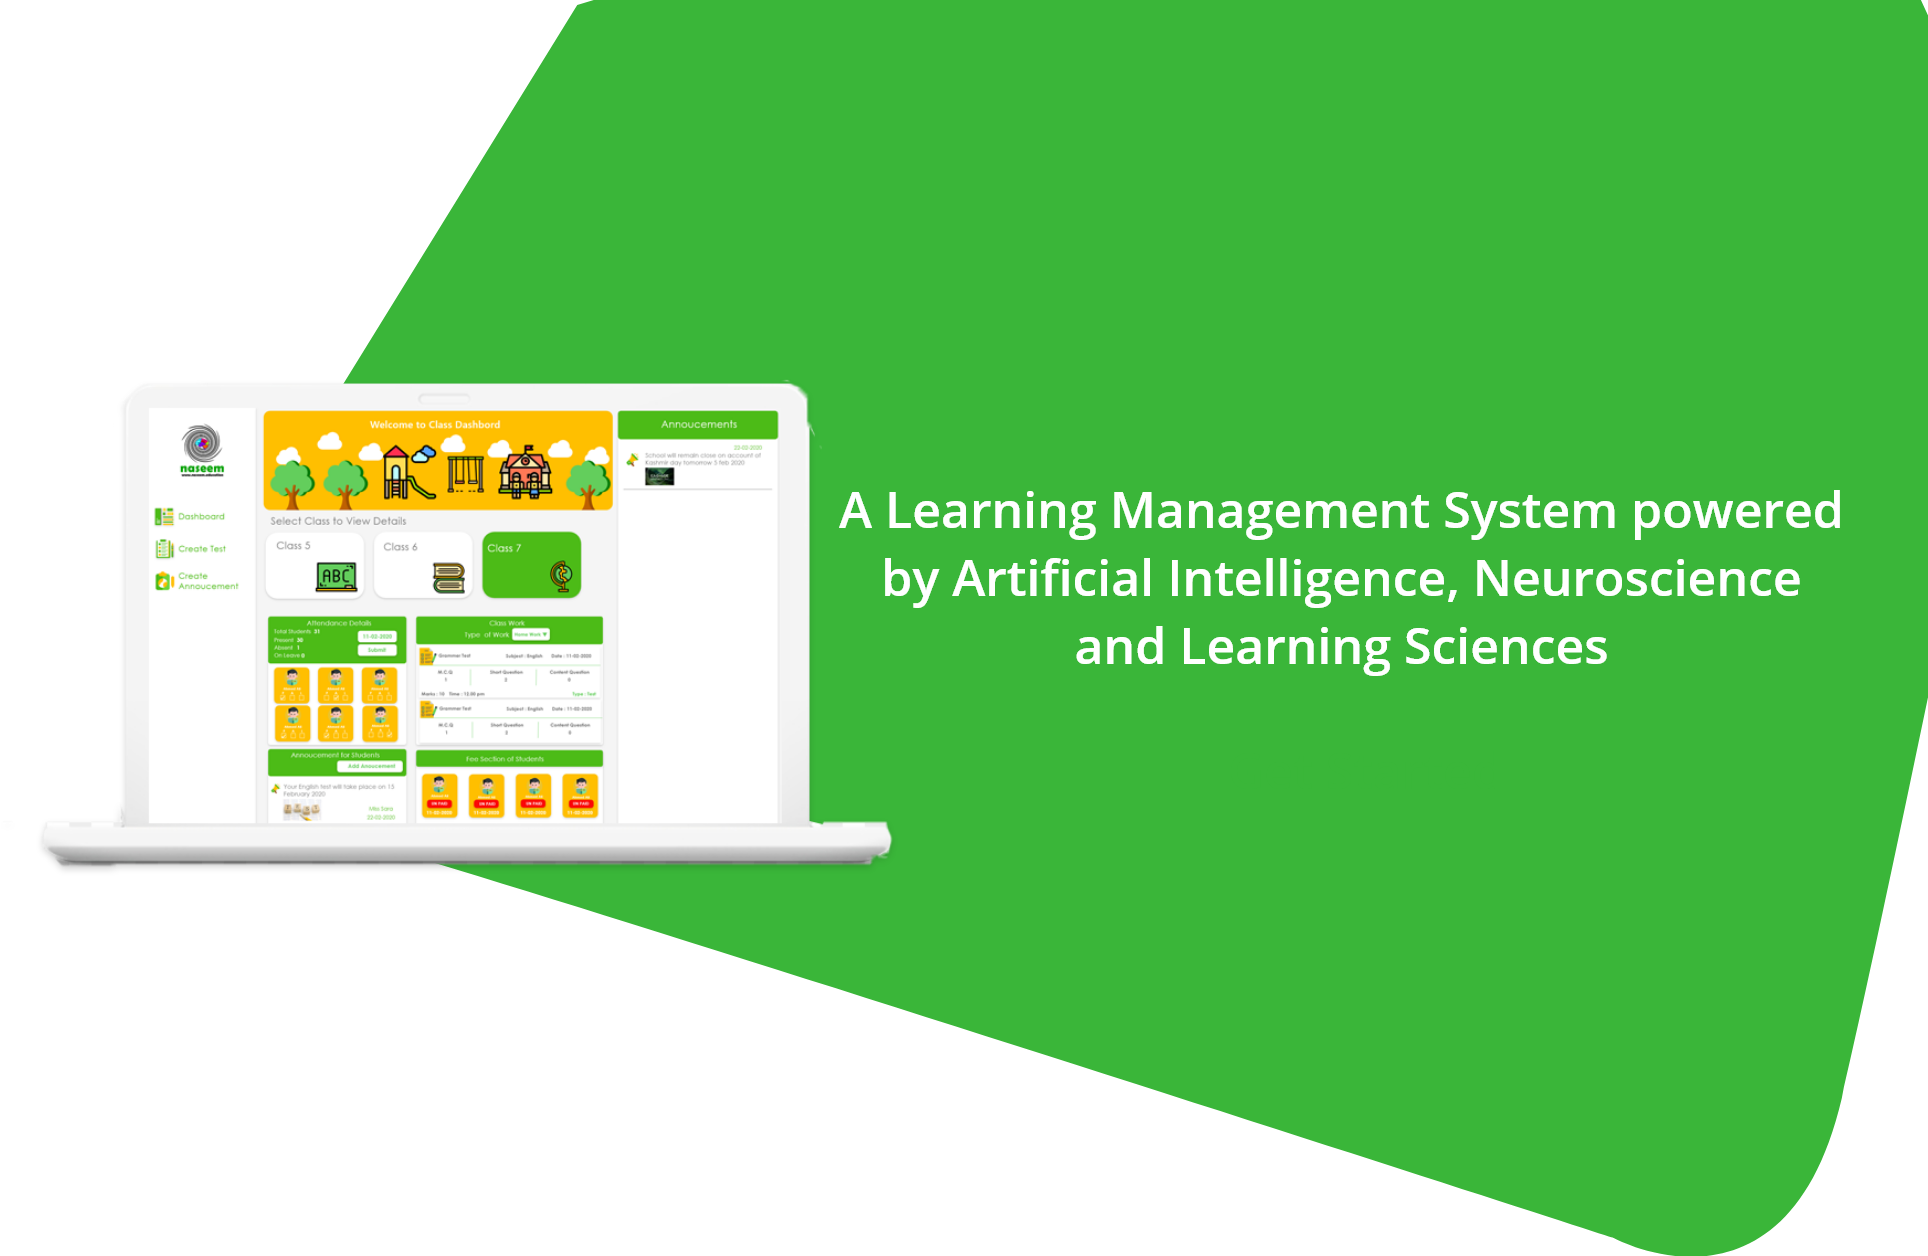 naseem
Dashboard
Create Test
Create
Annoucement
Welcome to Class Dashbord
Select Class to View Details
Class 5
Class 6
Class 7
ABC
Attendance Details
Total Students 31
Present 30
Absent 1
On Leave 0
11-02-2020
Submit
Class Work
Type of Work Home Work
Grammer Test Subject : English Date : 11-02-2020
M.C.Q Short Question Content Question
1 2 0
Marks : 10 Time : 12.00 pm Type : Test
Grammer Test Subject : English Date : 11-02-2020
M.C.Q Short Question Content Question
1 2 0
Annoucement for Students
Add Anoucement
Your English test will take place on 15
February 2020
Miss Sara
22-02-2020
Fee Section of Students
UN PAID UN PAID UN PAID UN PAID
11-02-2020 11-02-2020 11-02-2020 11-02-2020
Annoucements
22-02-2020
School will remain close on account of
Kashmir day tomorrow 5 feb 2020
A Learning Management System powered
by Artificial Intelligence, Neuroscience
and Learning Sciences